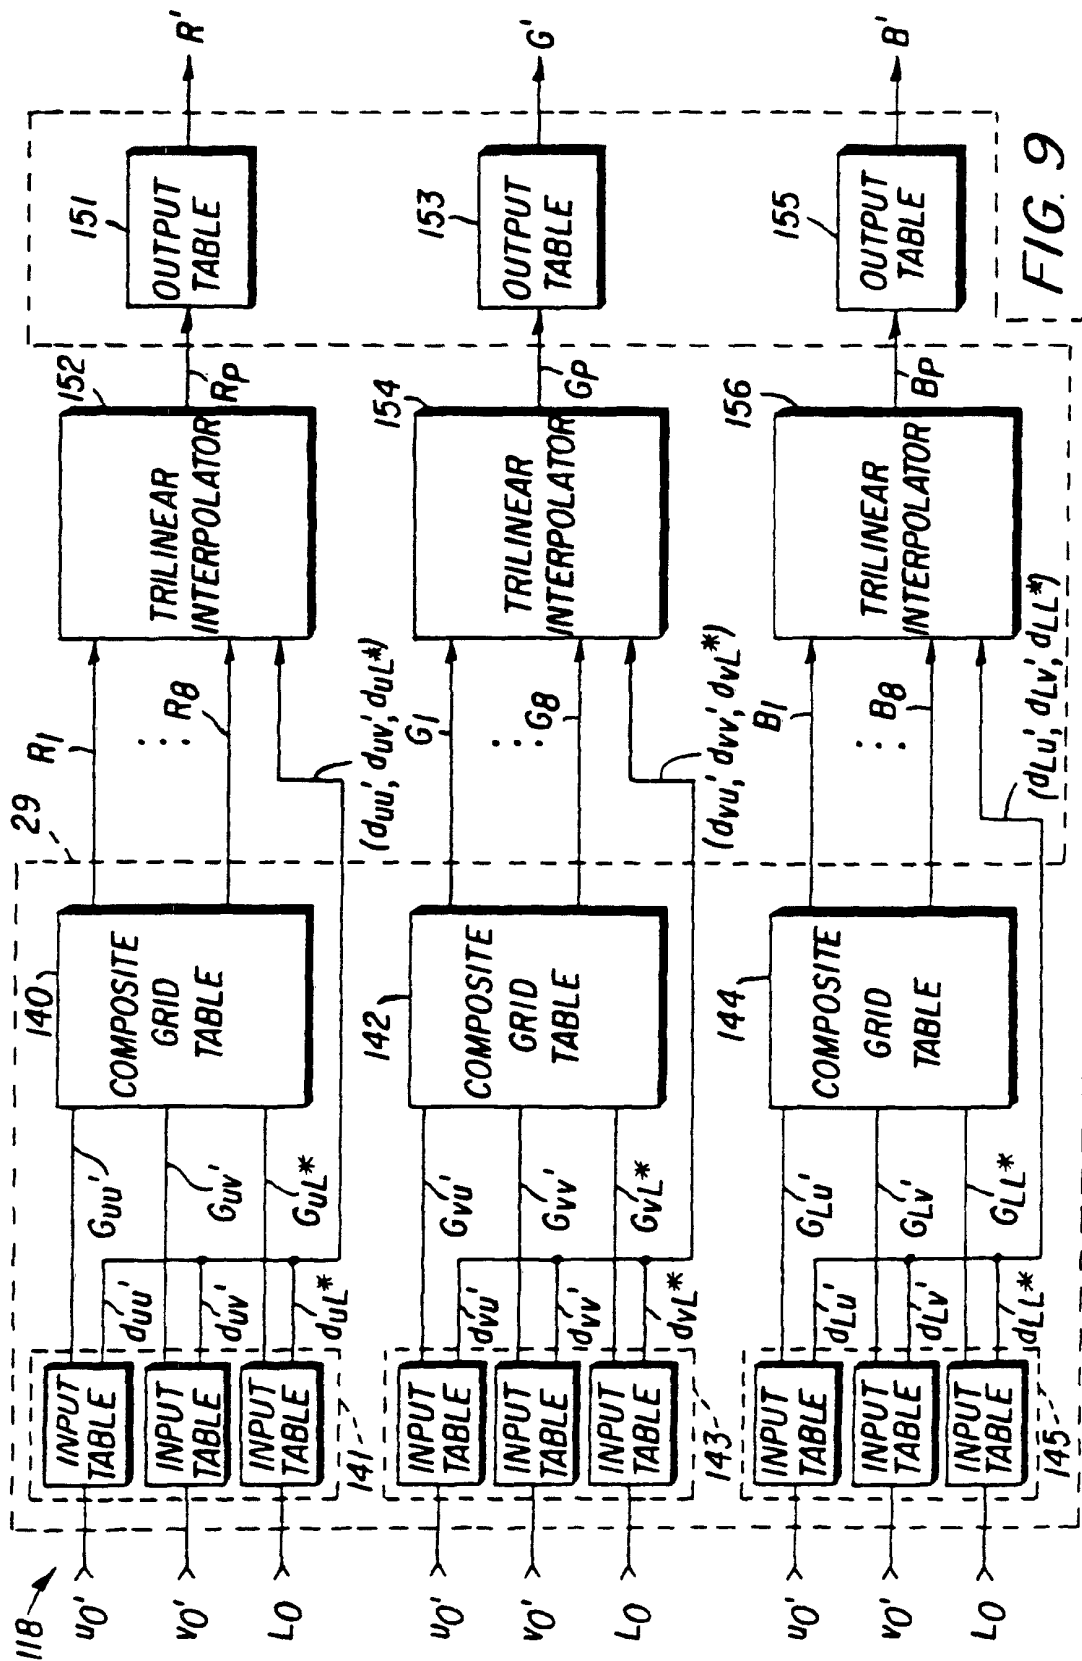 118
u0'
v0'
L0
INPUT
TABLE
INPUT
TABLE
INPUT
TABLE
141
duu'
duv'
duL*
Guu'
Guv'
GuL*
140
COMPOSITE
GRID
TABLE
29
R1
R8
(duu', duv', duL*)
152
TRILINEAR
INTERPOLATOR
RP
151
OUTPUT
TABLE
R'
u0'
v0'
L0
INPUT
TABLE
INPUT
TABLE
INPUT
TABLE
143
dvu'
dvv'
dvL*
Gvu'
Gvv'
GvL*
142
COMPOSITE
GRID
TABLE
G1
G8
(dvu', dvv', dvL*)
154
TRILINEAR
INTERPOLATOR
GP
153
OUTPUT
TABLE
G'
u0'
v0'
L0
INPUT
TABLE
INPUT
TABLE
INPUT
TABLE
145
dLu'
dLv'
dLL*
GLu'
GLv'
GLL*
144
COMPOSITE
GRID
TABLE
B1
B8
(dLu', dLv', dLL*)
156
TRILINEAR
INTERPOLATOR
BP
155
OUTPUT
TABLE
B'
FIG. 9